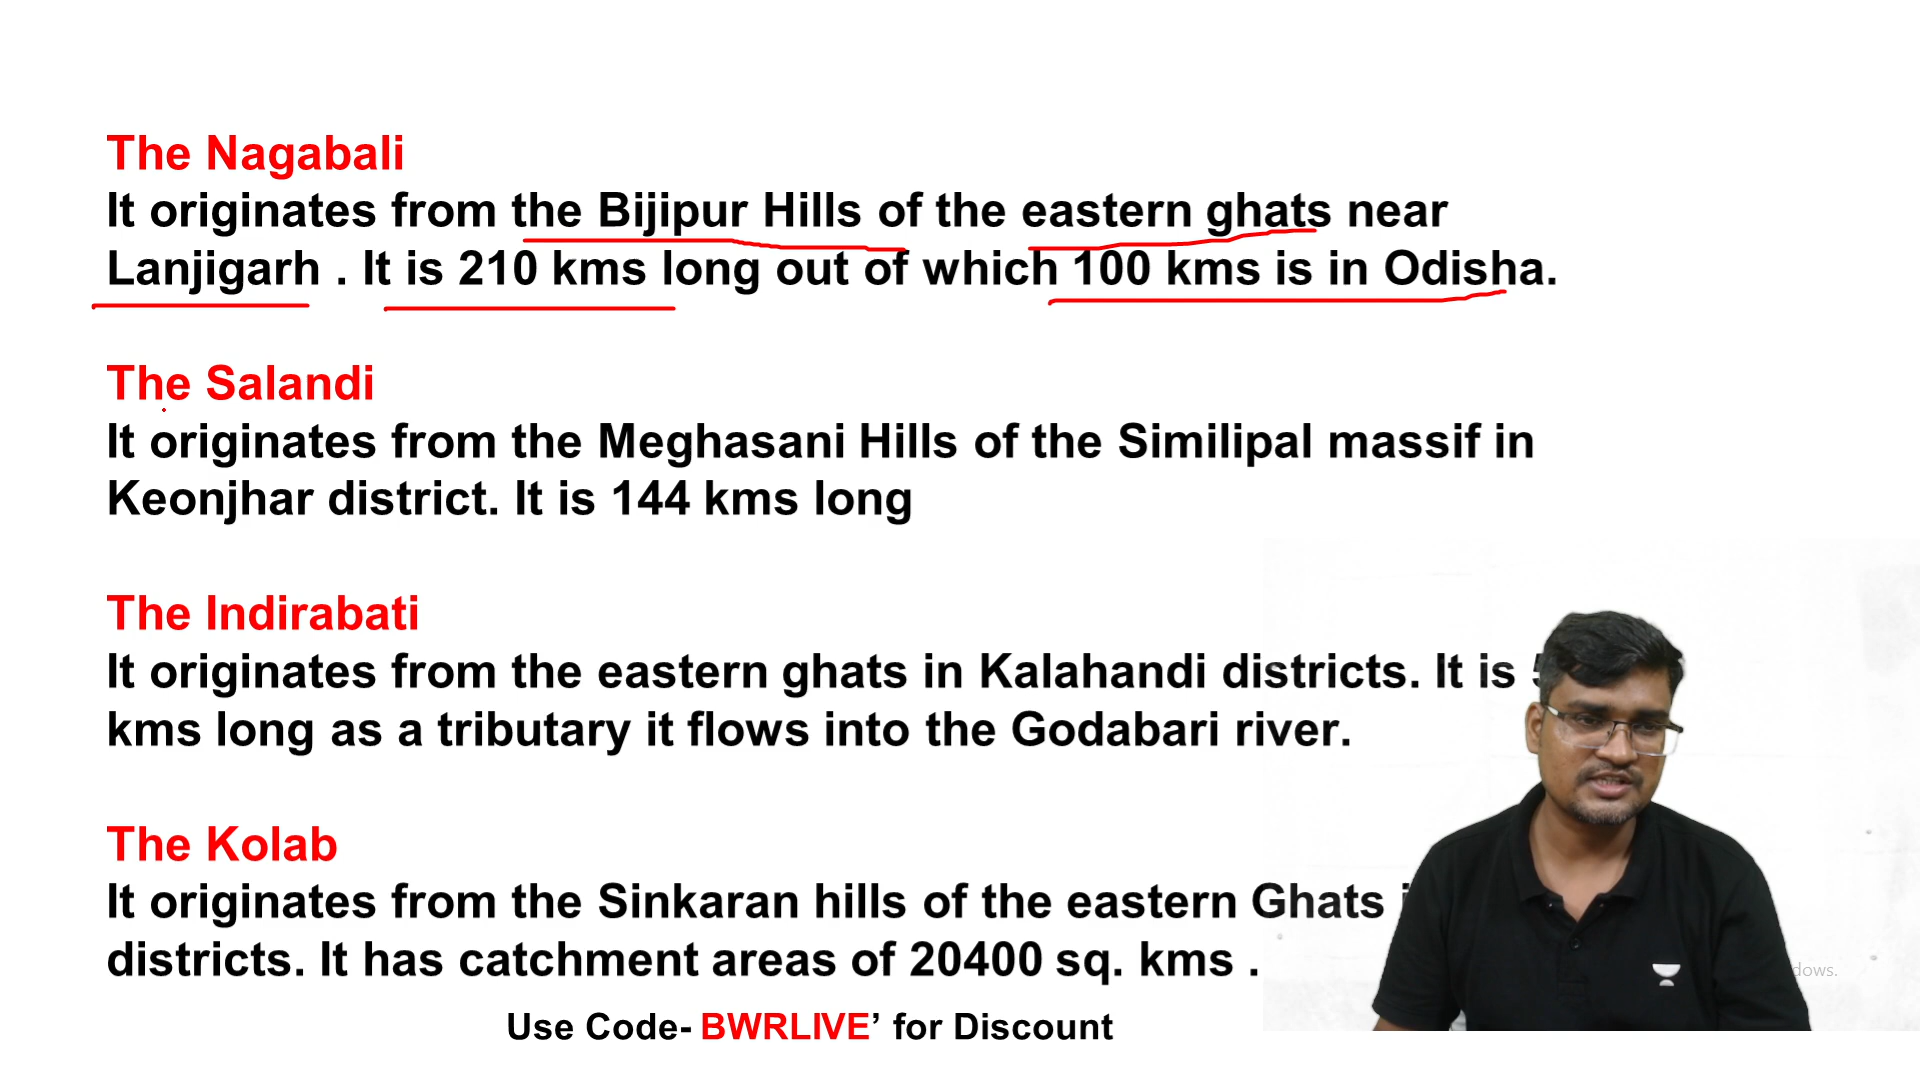 The Nagabali
It originates from the Bijipur Hills of the eastern ghats near
Lanjigarh . It is 210 kms long out of which 100 kms is in Odisha.
The Salandi
It originates from the Meghasani Hills of the Similipal massif in
Keonjhar district. It is 144 kms long
The Indirabati
It originates from the eastern ghats in Kalahandi districts. It is
kms long as a tributary it flows into the Godabari river.
The Kolab
It originates from the Sinkaran hills of the eastern Ghats
districts. It has catchment areas of 20400 sq. kms .
Use Code- BWRLIVE’ for Discount